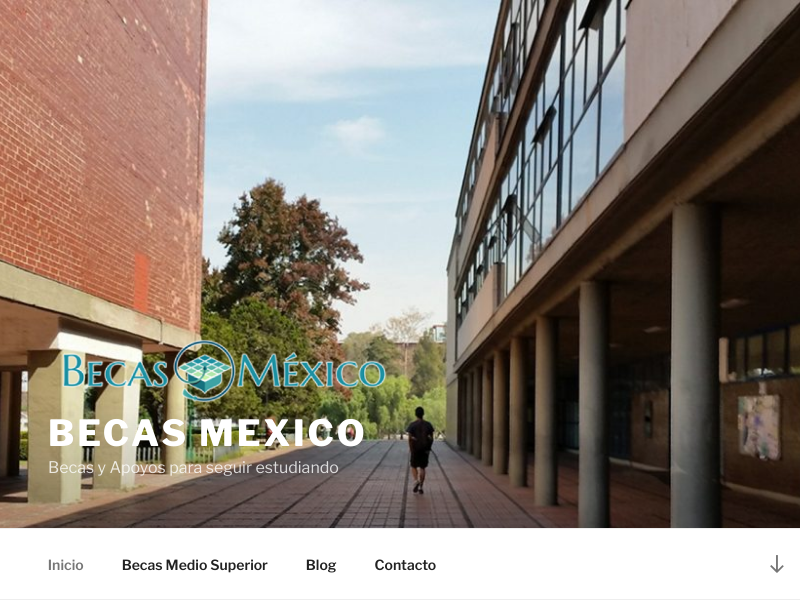 Becas México
BECAS MEXICO
Becas y Apoyos para seguir estudiando
Inicio
Becas Medio Superior
Blog
Contacto